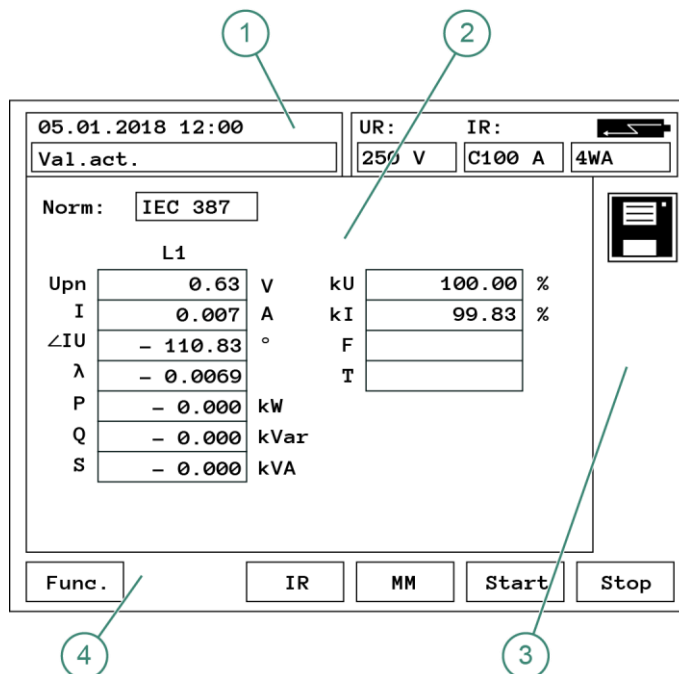 1
2
05.01.2018 12:00
UR: IR:
Val.act.
250 V C100 A 4WA
Norm: IEC 387
L1
Upn 0.63 V kU 100.00 %
I 0.007 A kI 99.83 %
∠IU - 110.83 ° F
λ - 0.0069 T
P - 0.000 kW
Q - 0.000 kVar
S - 0.000 kVA
Func. IR MM Start Stop
4
3